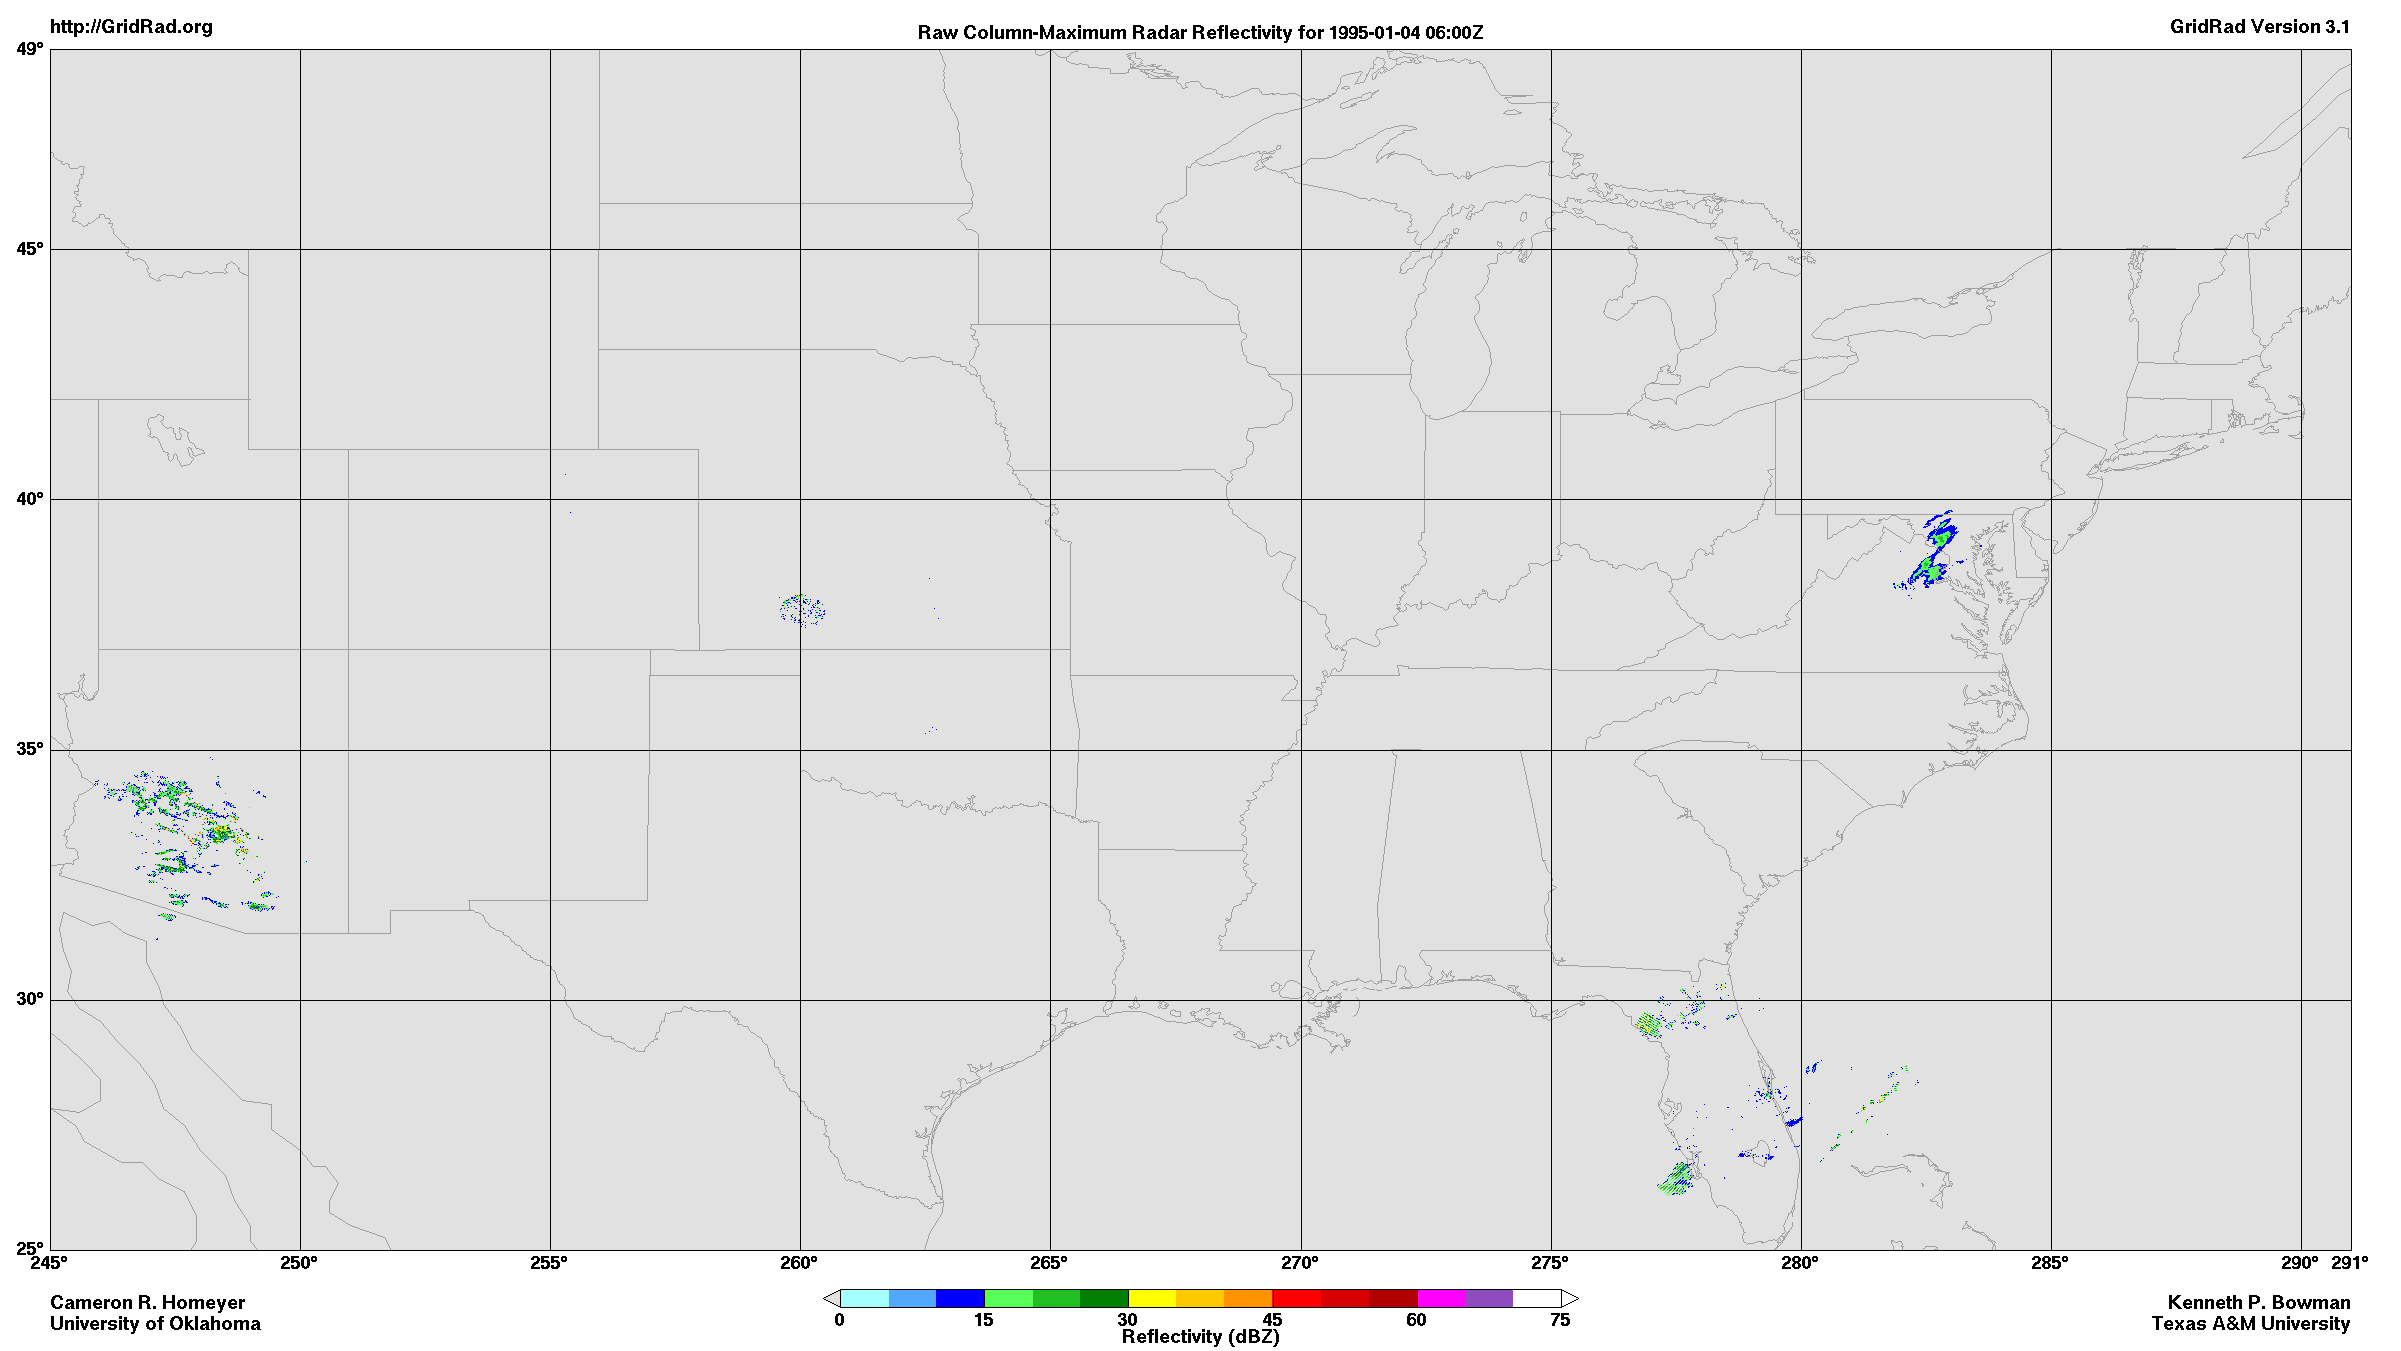 http://GridRad.org
Raw Column-Maximum Radar Reflectivity for 1995-01-04 06:00Z
GridRad Version 3.1
49°
45°
40°
35°
30°
25°
245° 250° 255° 260° 265° 270° 275° 280° 285° 290° 291°
0 15 30 45 60 75
Reflectivity (dBZ)
Cameron R. Homeyer
University of Oklahoma
Kenneth P. Bowman
Texas A&M University